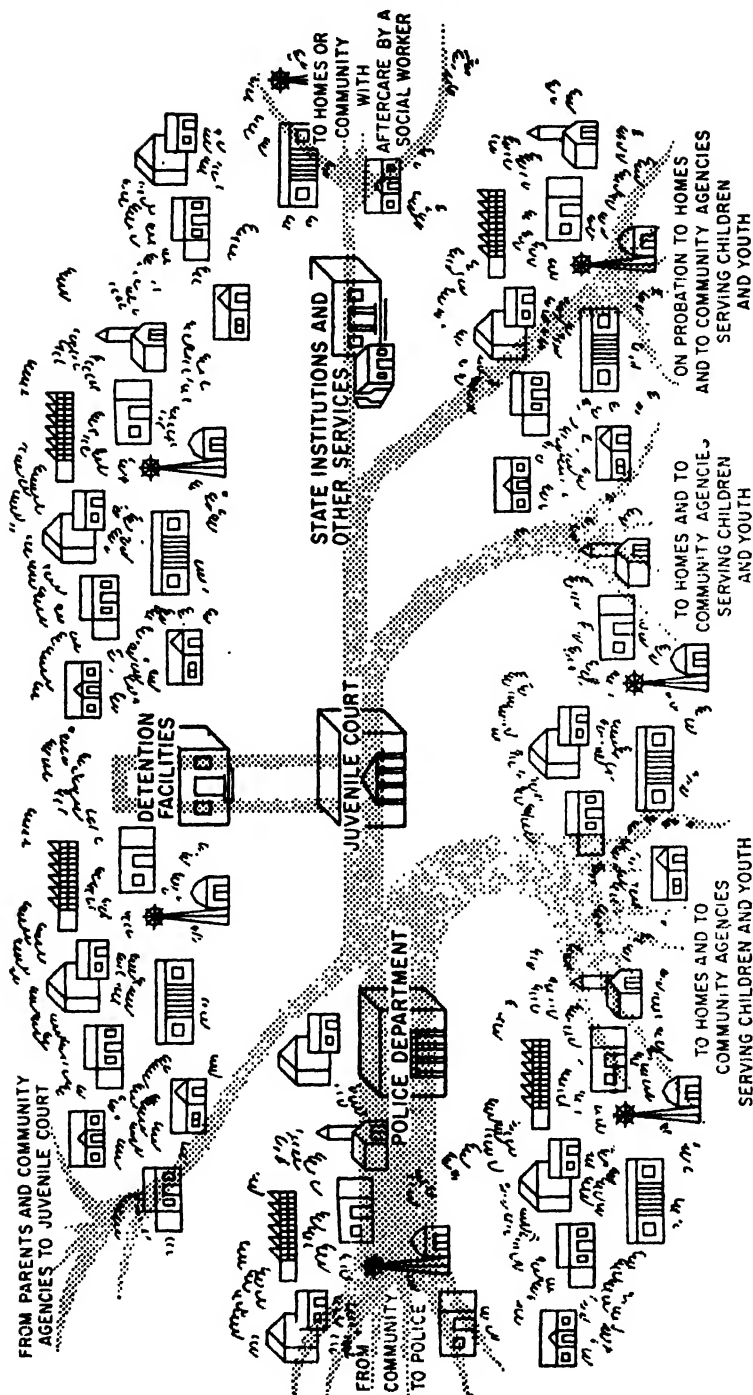 FROM PARENTS AND COMMUNITY
AGENCIES TO JUVENILE COURT
FROM
COMMUNITY
TO POLICE
POLICE DEPARTMENT
DETENTION
FACILITIES
JUVENILE COURT
STATE INSTITUTIONS AND
OTHER SERVICES
TO HOMES OR
COMMUNITY
WITH
AFTERCARE BY A
SOCIAL WORKER
TO HOMES AND TO
COMMUNITY AGENCIES
SERVING CHILDREN AND YOUTH
TO HOMES AND TO
COMMUNITY AGENCIES
SERVING CHILDREN
AND YOUTH
ON PROBATION TO HOMES
AND TO COMMUNITY AGENCIES
SERVING CHILDREN
AND YOUTH